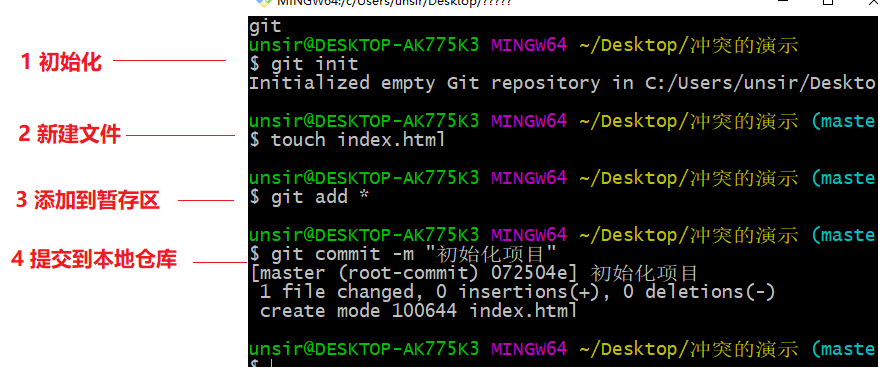 MINGW64:/c/Users/unsir/Desktop/?????
git
unsir@DESKTOP-AK775K3 MINGW64 ~/Desktop/冲突的演示
1 初始化
$ git init
Initialized empty Git repository in C:/Users/unsir/Deskto
unsir@DESKTOP-AK775K3 MINGW64 ~/Desktop/冲突的演示 (maste
2 新建文件
$ touch index.html
unsir@DESKTOP-AK775K3 MINGW64 ~/Desktop/冲突的演示 (maste
3 添加到暂存区
$ git add *
unsir@DESKTOP-AK775K3 MINGW64 ~/Desktop/冲突的演示 (maste
4 提交到本地仓库
$ git commit -m "初始化项目"
[master (root-commit) 072504e] 初始化项目
 1 file changed, 0 insertions(+), 0 deletions(-)
 create mode 100644 index.html
unsir@DESKTOP-AK775K3 MINGW64 ~/Desktop/冲突的演示 (maste
$